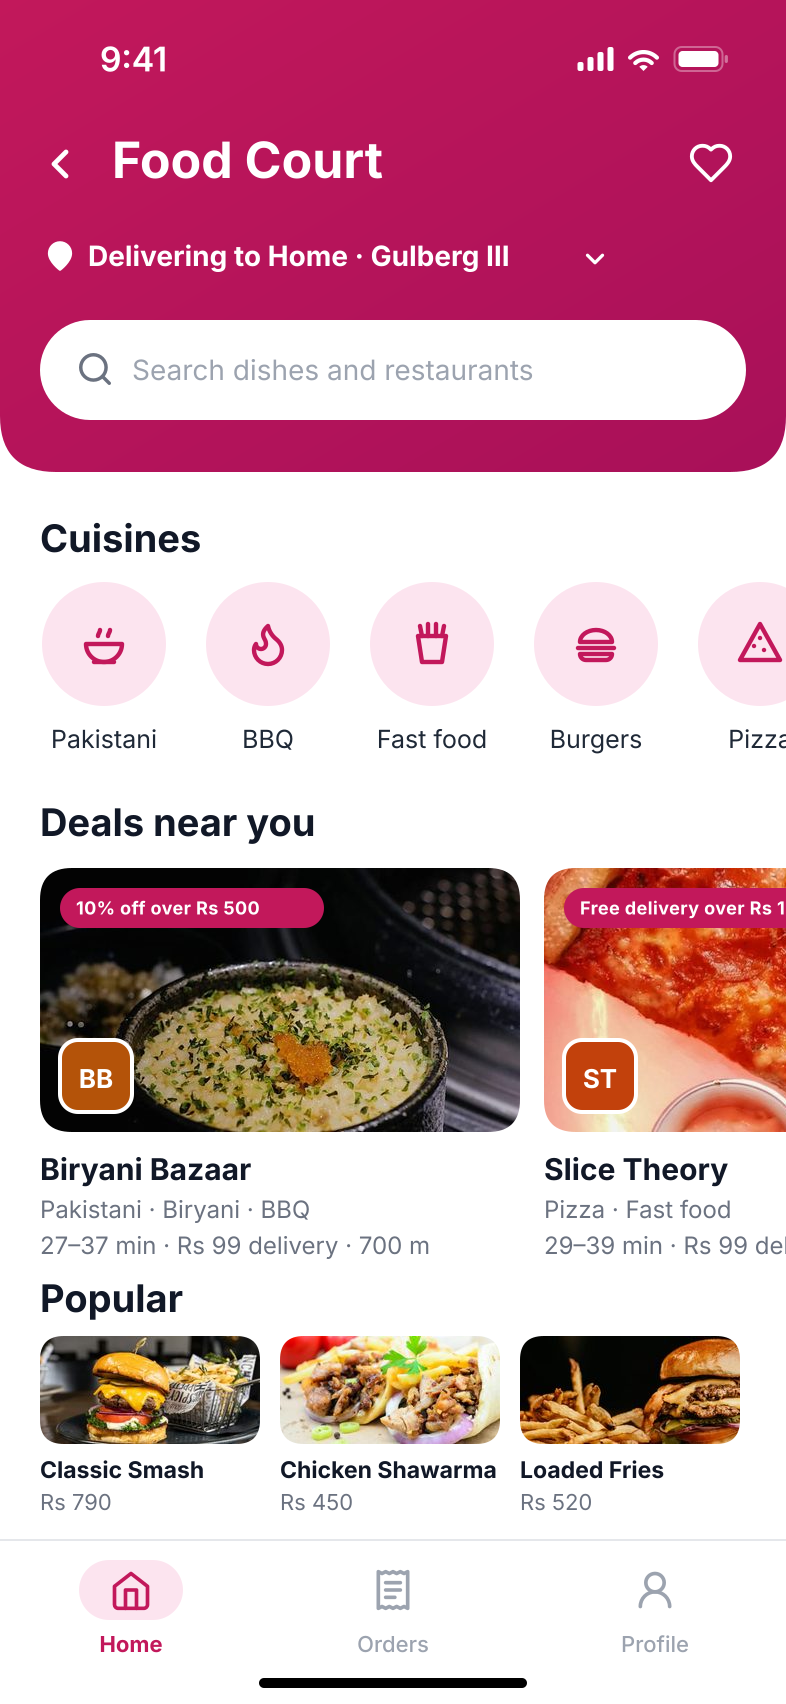 9:41
Food Court
Delivering to Home · Gulberg III
Search dishes and restaurants
Cuisines
Pakistani
BBQ
Fast food
Burgers
Pizza
Deals near you
10% off over Rs 500
Free delivery over Rs 1
BB
ST
Biryani Bazaar
Slice Theory
Pakistani · Biryani · BBQ
Pizza · Fast food
27–37 min · Rs 99 delivery · 700 m
29–39 min · Rs 99 del
Popular
Classic Smash
Chicken Shawarma
Loaded Fries
Rs 790
Rs 450
Rs 520
Home
Orders
Profile